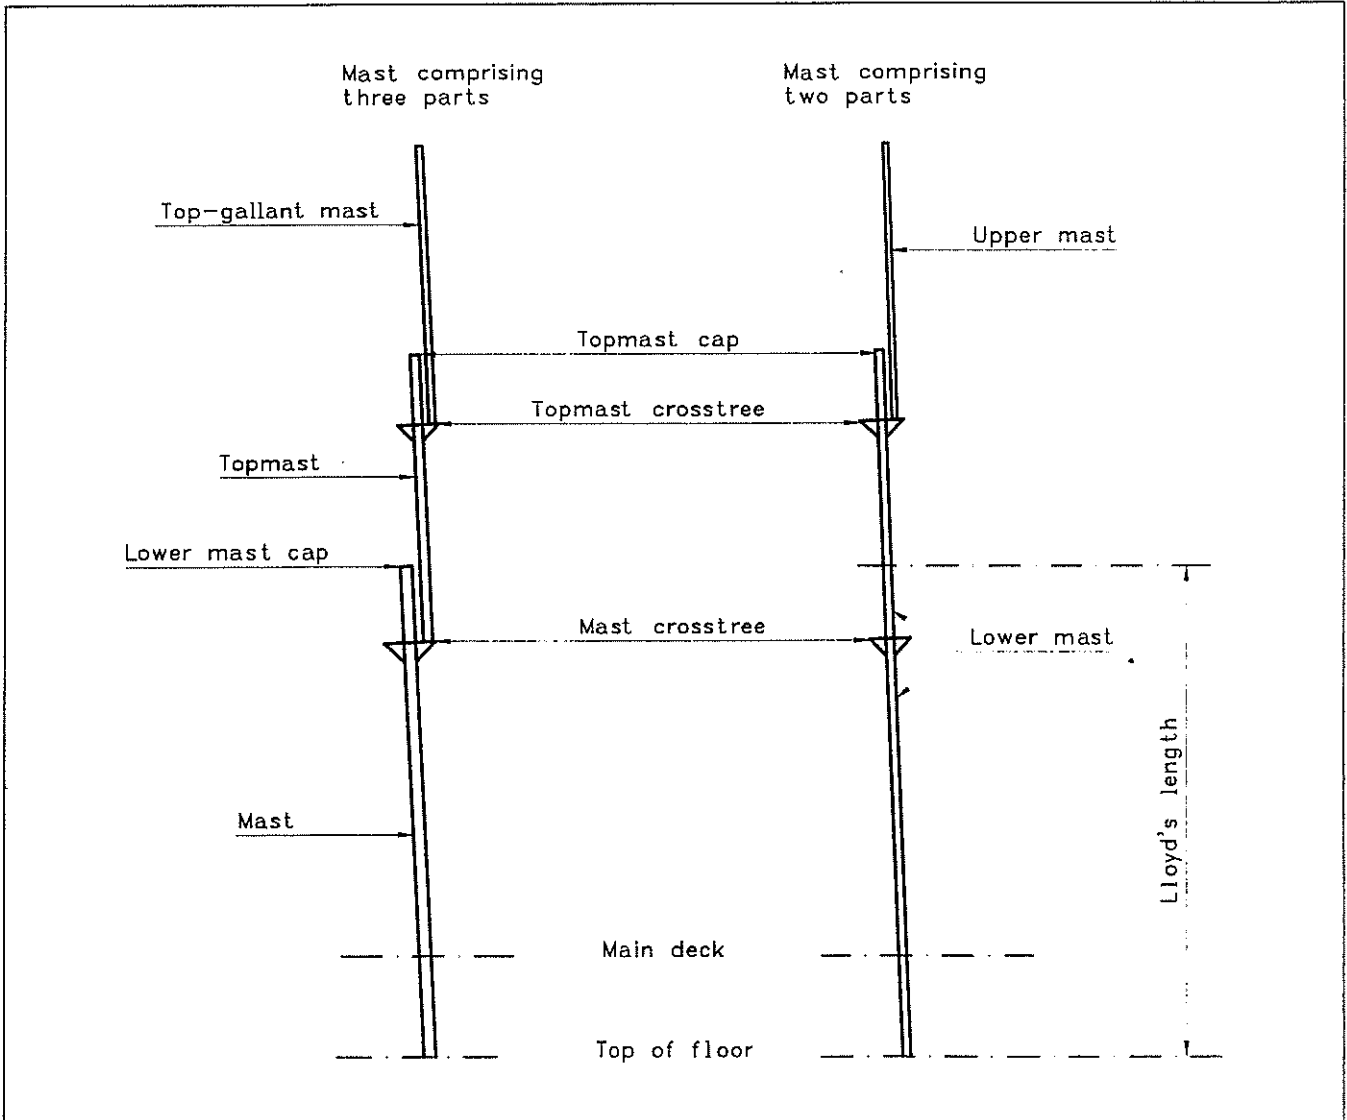 Mast comprising
three parts
Mast comprising
two parts
Top-gallant mast
Upper mast
Topmast cap
Topmast crosstree
Topmast
Lower mast cap
Mast crosstree
Lower mast
Lloyd's length
Mast
Main deck
Top of floor